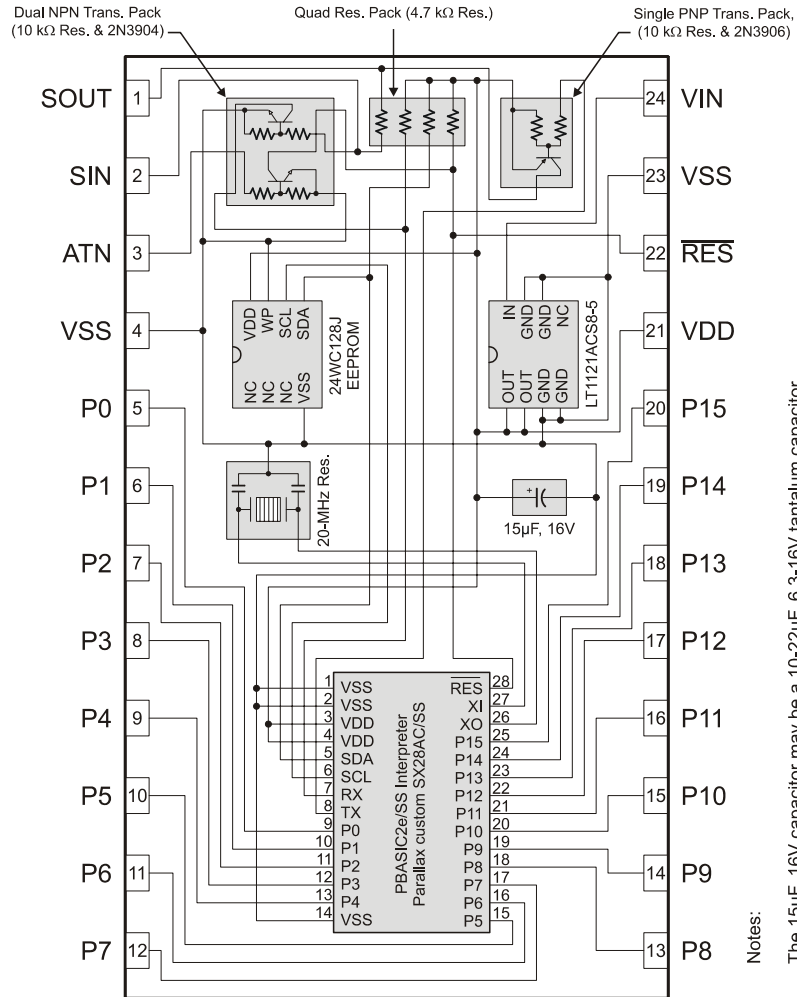 Dual NPN Trans. Pack
(10 kΩ Res. & 2N3904)
Quad Res. Pack (4.7 kΩ Res.)
Single PNP Trans. Pack,
(10 kΩ Res. & 2N3906)
SOUT 1
SIN 2
ATN 3
VSS 4
P0 5
P1 6
P2 7
P3 8
P4 9
P5 10
P6 11
P7 12
24 VIN
23 VSS
22 RES
21 VDD
20 P15
19 P14
18 P13
17 P12
16 P11
15 P10
14 P9
13 P8
VDD
WP
SCL
SDA
NC
NC
NC
VSS
24WC128J
EEPROM
IN
GND
GND
NC
OUT
OUT
GND
GND
LT1121ACS8-5
20-MHz Res.
+
15µF, 16V
1 VSS
2 VSS
3 VDD
4 VDD
5 SDA
6 SCL
7 RX
8 TX
9 P0
10 P1
11 P2
12 P3
13 P4
14 VSS
PBASIC2e/SS Interpreter
Parallax custom SX28AC/SS
RES 28
XI 27
XO 26
P15 25
P14 24
P13 23
P12 22
P11 21
P10 20
P9 19
P8 18
P7 17
P6 16
P5 15
Notes:
The 15µF, 16V capacitor may be a 10-22µF, 6.3-16V tantalum capacitor